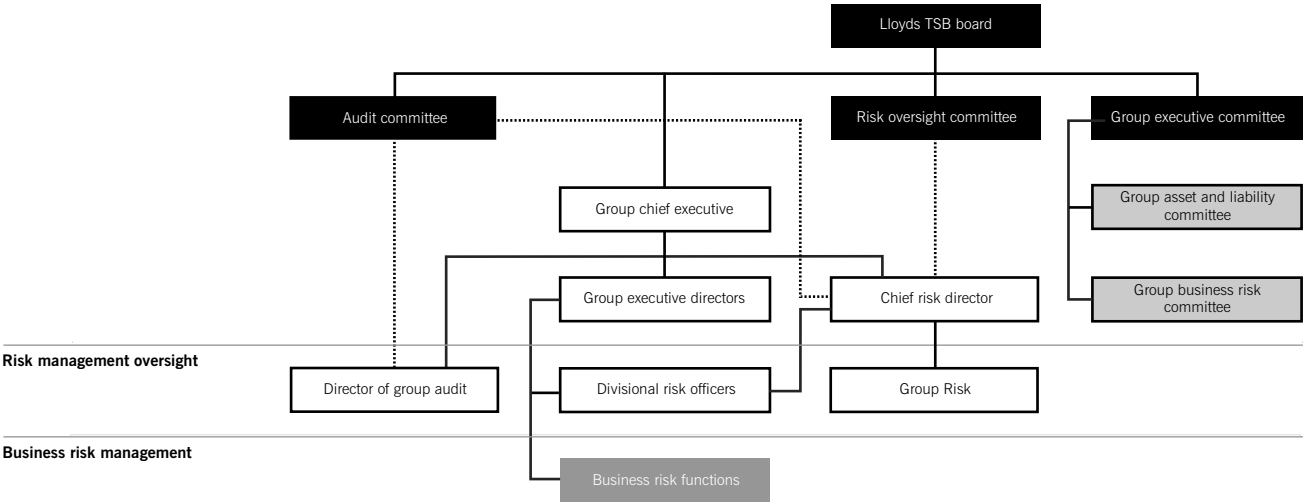 Lloyds TSB board
Audit committee
Risk oversight committee
Group executive committee
Group chief executive
Group asset and liability
committee
Group executive directors
Chief risk director
Group business risk
committee
Risk management oversight
Director of group audit
Divisional risk officers
Group Risk
Business risk management
Business risk functions